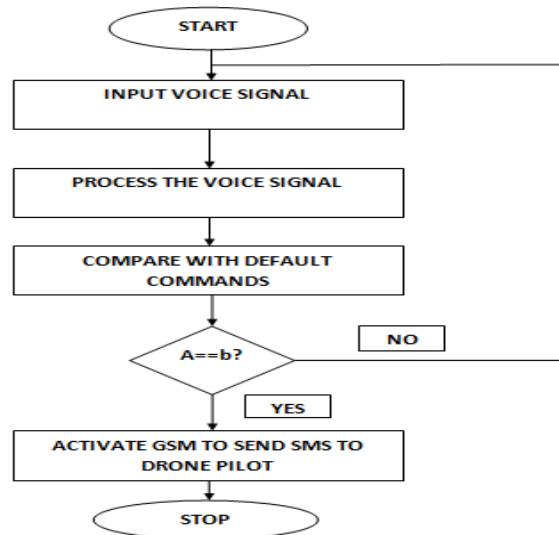 START
INPUT VOICE SIGNAL
PROCESS THE VOICE SIGNAL
COMPARE WITH DEFAULT
COMMANDS
A==b?
NO
YES
ACTIVATE GSM TO SEND SMS TO
DRONE PILOT
STOP